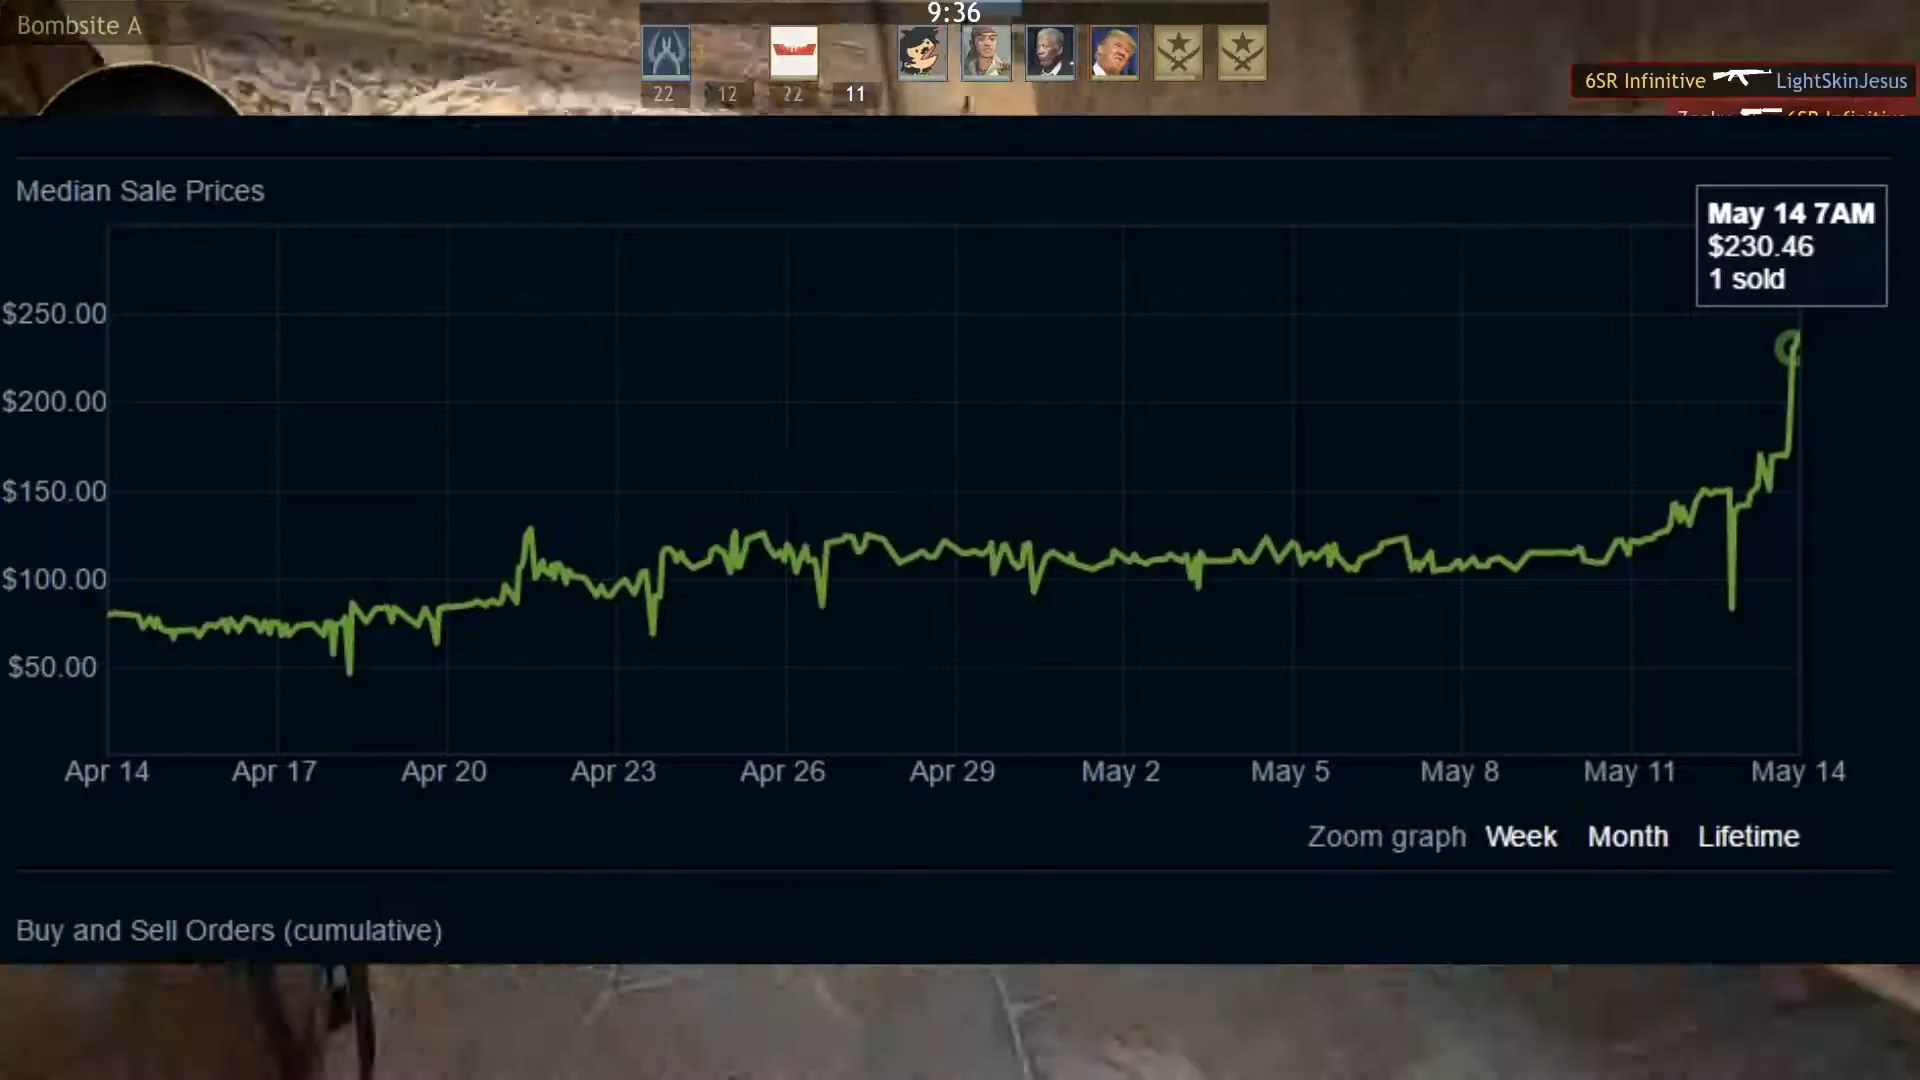 Bombsite A
9:36
22 12 22 11
6SR Infinitive LightSkinJesus
6SR Infinitive
Median Sale Prices
May 14 7AM
$230.46
1 sold
$250.00
$200.00
$150.00
$100.00
$50.00
Apr 14 Apr 17 Apr 20 Apr 23 Apr 26 Apr 29 May 2 May 5 May 8 May 11 May 14
Zoom graph Week Month Lifetime
Buy and Sell Orders (cumulative)